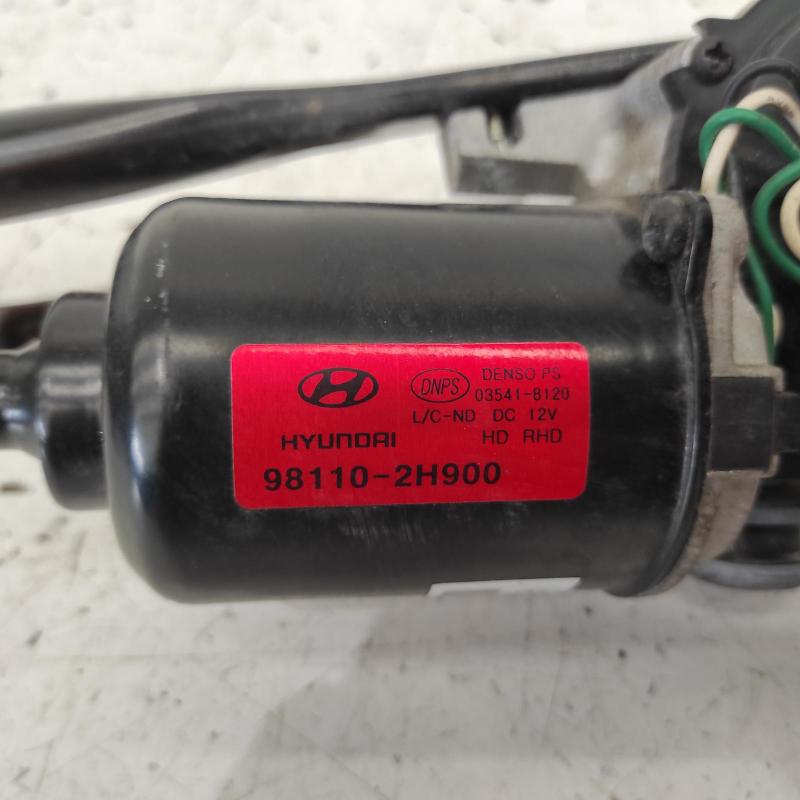 HYUNDAI
98110-2H900
DNPS
DENSO PS
03541-8120
L/C-ND DC 12V
HD RHD